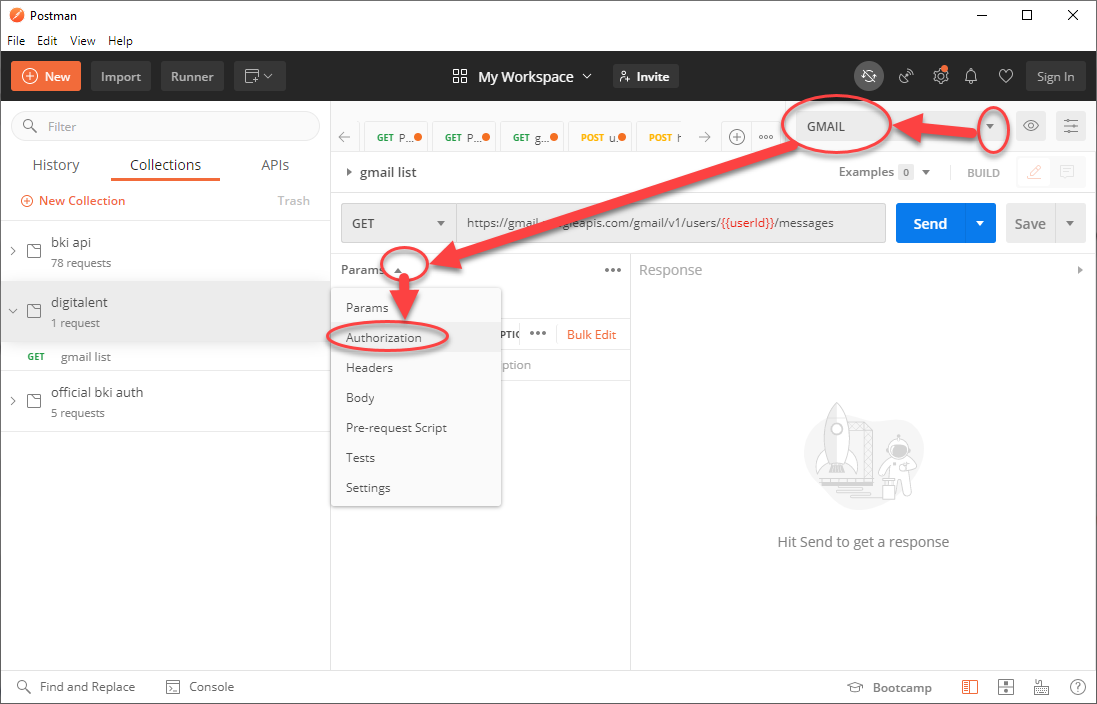 Postman
File Edit View Help
New Import Runner My Workspace Invite Sign In
Filter
History Collections APIs
New Collection Trash
bki api
78 requests
digitalent
1 request
GET gmail list
official bki auth
5 requests
GET P... GET P... GET g... POST u. POST
GMAIL
gmail list
Examples 0 BUILD
GET https://gmail. gleapis.com/gmail/v1/users/{{userId}}/messages Send Save
Params
Response
Params
Authorization
Headers
Body
Pre-request Script
Tests
Settings
PTIO Bulk Edit
ption
Hit Send to get a response
Find and Replace Console Bootcamp